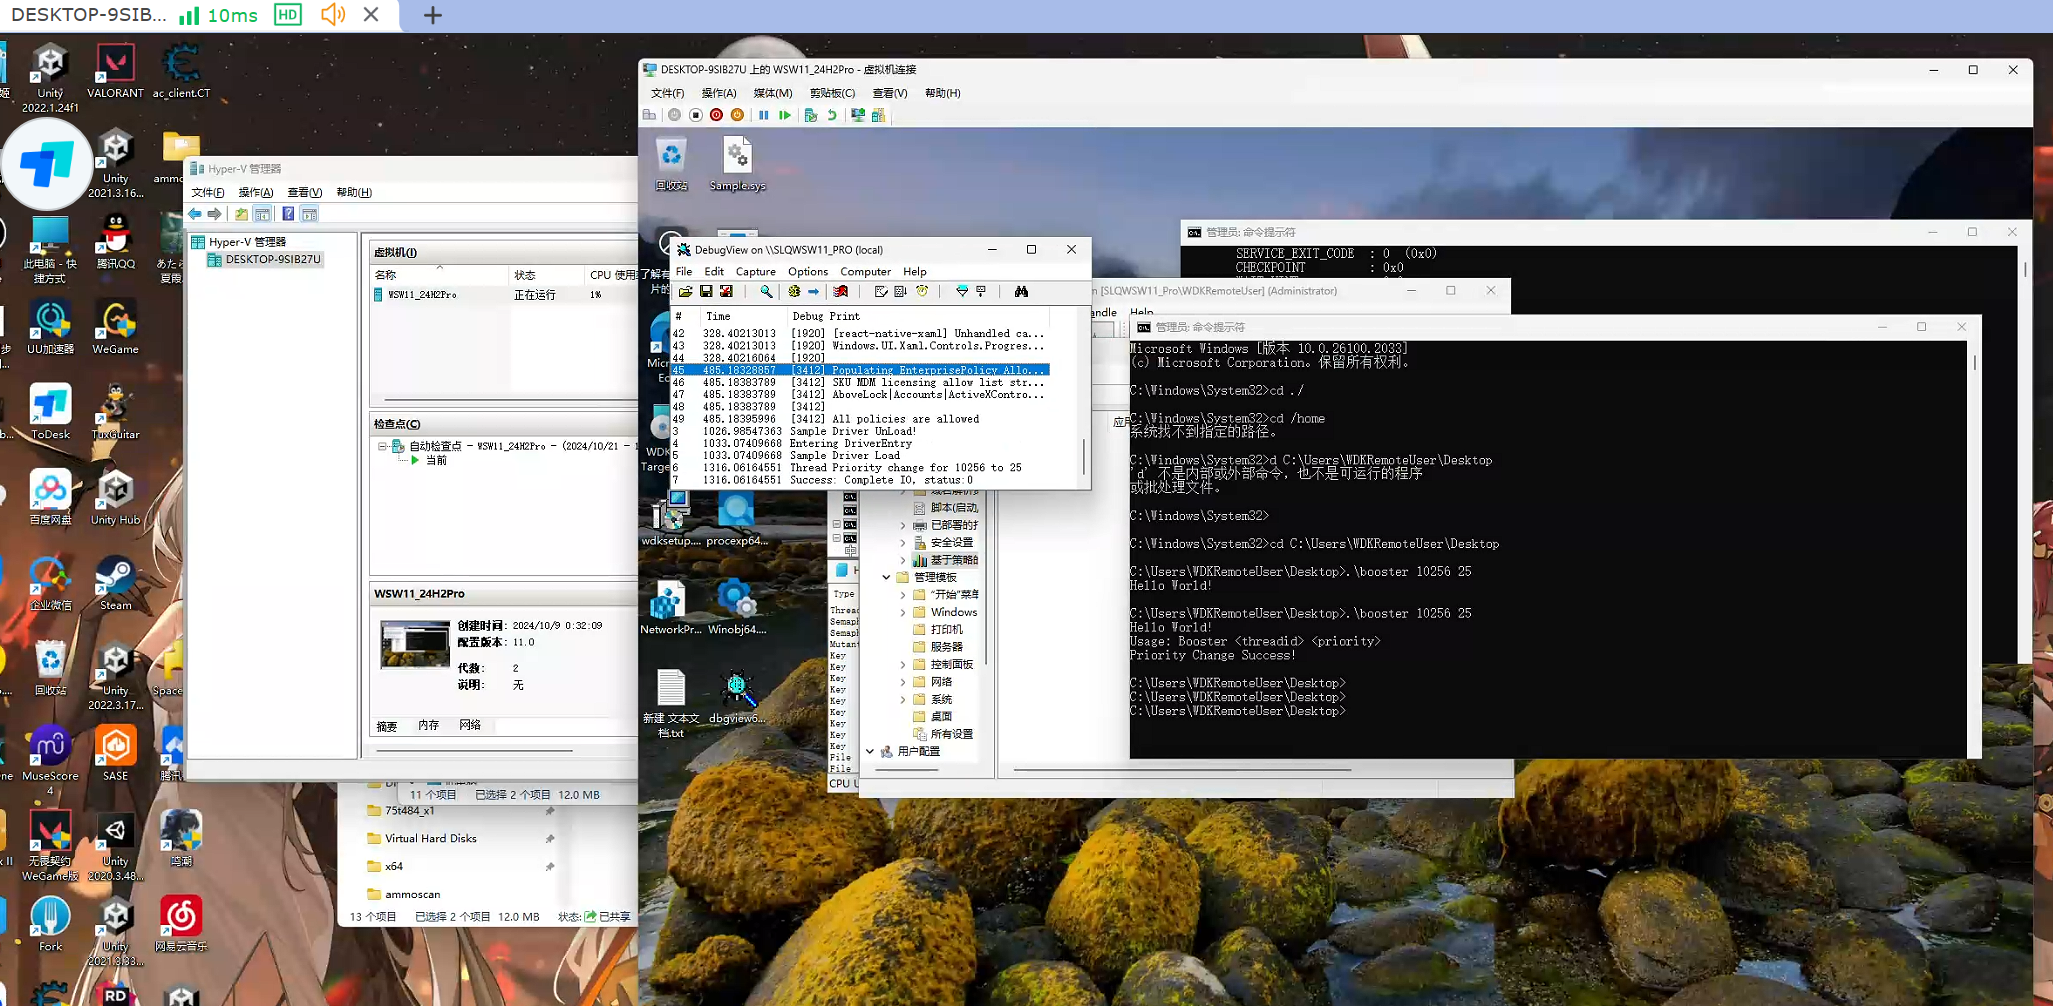 DESKTOP-9SIB... 10ms HD
Unity
2022.1.24f1
VALORANT
ac_client.CT
Unity
2021.3.16...
此电脑 - 快
捷方式
腾讯QQ
UU加速器
WeGame
ToDesk
TuxGuitar
百度网盘
Unity Hub
企业微信
Steam
回收站
Unity
2022.3.17...
MuseScore
4
SASE
无畏契约
WeGame版
Unity
2020.3.48...
鸣潮
Fork
Unity
2021.3.33...
网易云音乐
Hyper-V 管理器
文件(F) 操作(A) 查看(V) 帮助(H)
Hyper-V 管理器
DESKTOP-9SIB27U
虚拟机(I)
名称 状态 CPU 使用
WSW11_24H2Pro 正在运行 1%
检查点(C)
自动检查点 - WSW11_24H2Pro - (2024/10/21 - 1
当前
WSW11_24H2Pro
创建时间: 2024/10/9 0:32:09
配置版本: 11.0
代数: 2
说明: 无
摘要 内存 网络
11 个项目 已选择 2 个项目 12.0 MB
75t484_x1
Virtual Hard Disks
x64
ammoscan
13 个项目 已选择 2 个项目 12.0 MB 状态: 已共享
DESKTOP-9SIB27U 上的 WSW11_24H2Pro - 虚拟机连接
文件(F) 操作(A) 媒体(M) 剪贴板(C) 查看(V) 帮助(H)
回收站
Sample.sys
DebugView on \\SLQWSW11_PRO (local)
File Edit Capture Options Computer Help
# Time Debug Print
42 328.40213013 [1920] [react-native-xaml] Unhandled ca...
43 328.40213013 [1920] Windows.UI.Xaml.Controls.Progres...
44 328.40216064 [1920]
45 485.18328857 [3412] Populating EnterprisePolicy Allo...
46 485.18383789 [3412] SKU MDM licensing allow list str...
47 485.18383789 [3412] AboveLock|Accounts|ActiveXContro...
48 485.18383789 [3412]
49 485.18395996 [3412] All policies are allowed
3 1026.98547363 Sample Driver UnLoad!
4 1033.07409668 Entering DriverEntry
5 1033.07409668 Sample Driver Load
6 1316.06164551 Thread Priority change for 10256 to 25
7 1316.06164551 Success: Complete IO, status:0
wdksetup....
procexp64...
NetworkPr...
Winobj64....
新建 文本文
档.txt
dbgview6...
Type
Threa
Semap
Semap
Mutan
Key
Key
Key
Key
Key
Key
Key
Key
File
File
CPU U
脚本(启动
已部署的
安全设置
基于策略的
管理模板
"开始"菜单
Windows
打印机
服务器
控制面板
网络
系统
桌面
所有设置
用户配置
管理员: 命令提示符
SERVICE_EXIT_CODE : 0 (0x0)
CHECKPOINT : 0x0
[SLQWSW11_Pro\WDKRemoteUser] (Administrator)
andle Help
管理员: 命令提示符
Microsoft Windows [版本 10.0.26100.2033]
(c) Microsoft Corporation。保留所有权利。
C:\Windows\System32>cd ./
C:\Windows\System32>cd /home
系统找不到指定的路径。
C:\Windows\System32>d C:\Users\WDKRemoteUser\Desktop
'd' 不是内部或外部命令，也不是可运行的程序
或批处理文件。
C:\Windows\System32>
C:\Windows\System32>cd C:\Users\WDKRemoteUser\Desktop
C:\Users\WDKRemoteUser\Desktop>.\booster 10256 25
Hello World!
C:\Users\WDKRemoteUser\Desktop>.\booster 10256 25
Hello World!
Usage: Booster <threadid> <priority>
Priority Change Success!
C:\Users\WDKRemoteUser\Desktop>
C:\Users\WDKRemoteUser\Desktop>
C:\Users\WDKRemoteUser\Desktop>